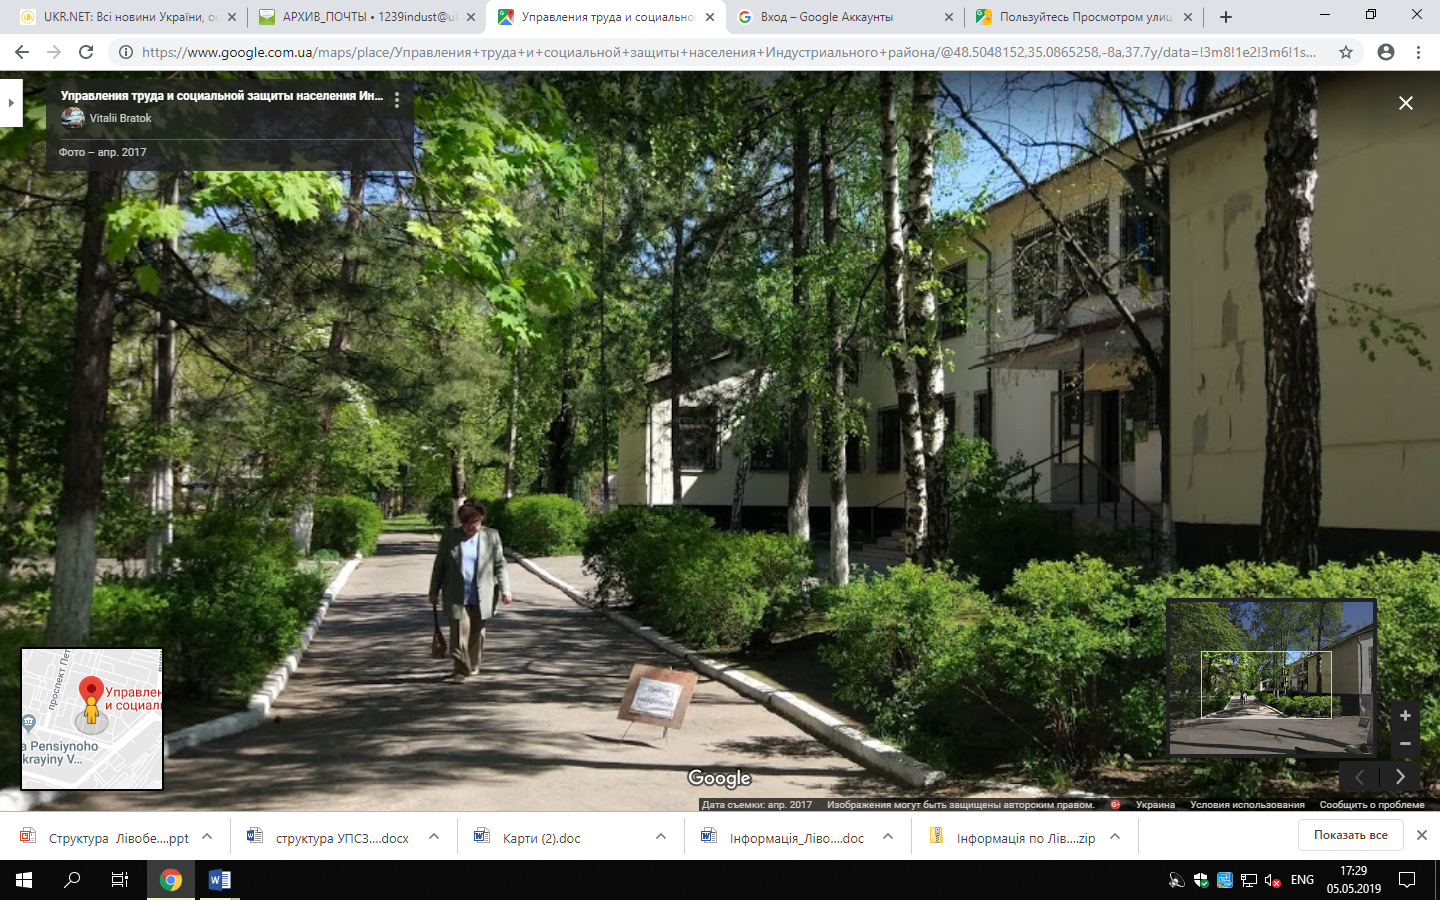 UKR.NET: Всі новини України, ос
АРХИВ_ПОЧТЫ • 1239indust@u
Управления труда и социально
Вход – Google Аккаунты
Пользуйтесь Просмотром улиц
https://www.google.com.ua/maps/place/Управления+труда+и+социальной+защиты+населения+Индустриального+района/@48.5048152,35.0865258,-8a,37.7y/data=!3m8!1e2!3m6!1s...
Управления труда и социальной защиты населения Ин...
Vitalii Bratok
Фото – апр. 2017
проспект Пет
Управлен
и социалы
a Pensiynoho
krayiny V...
Google
Дата съемки: апр. 2017 Изображения могут быть защищены авторским правом. Украина Условия использования Сообщить о проблеме
Структура Лівобе....ppt
структура УПСЗ....docx
Карти (2).doc
Інформація_Ліво....doc
Інформація по Лів....zip
Показать все
ENG
17:29
05.05.2019